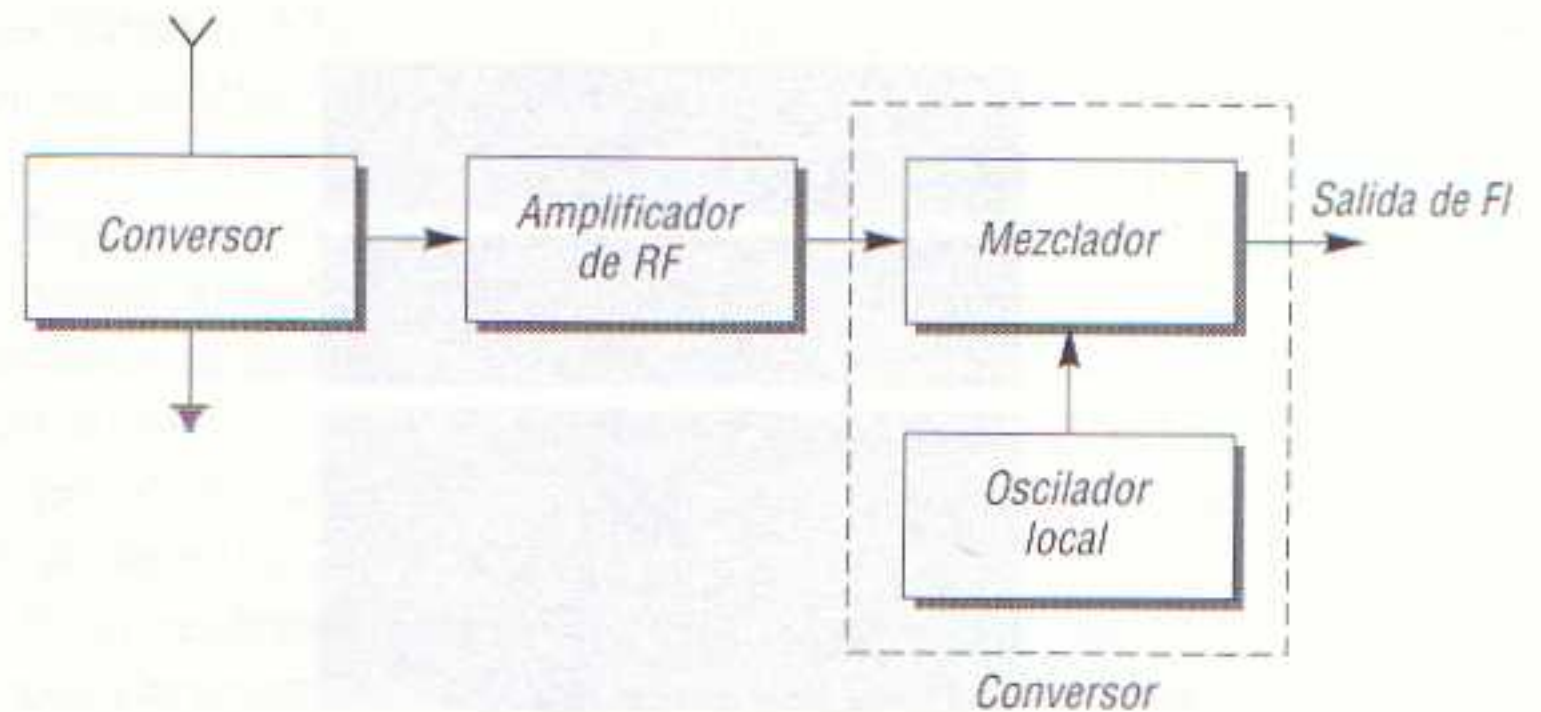 Conversor
Amplificador
de RF
Mezclador
Salida de FI
Oscilador
local
Conversor